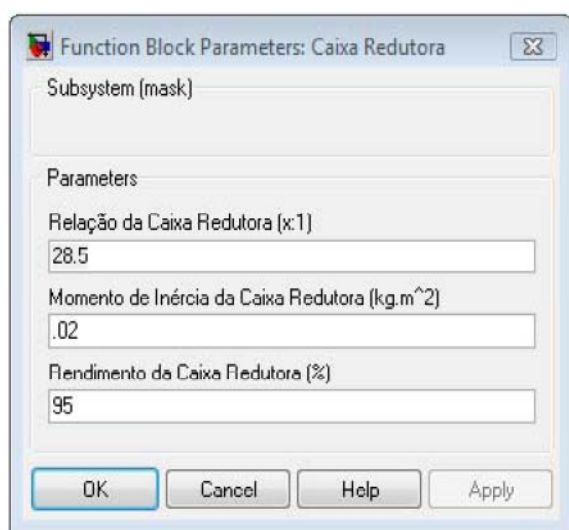 Function Block Parameters: Caixa Redutora
Subsystem (mask)
Parameters
Relação da Caixa Redutora (x:1)
28.5
Momento de Inércia da Caixa Redutora (kg.m^2)
.02
Rendimento da Caixa Redutora (%)
95
OK Cancel Help Apply